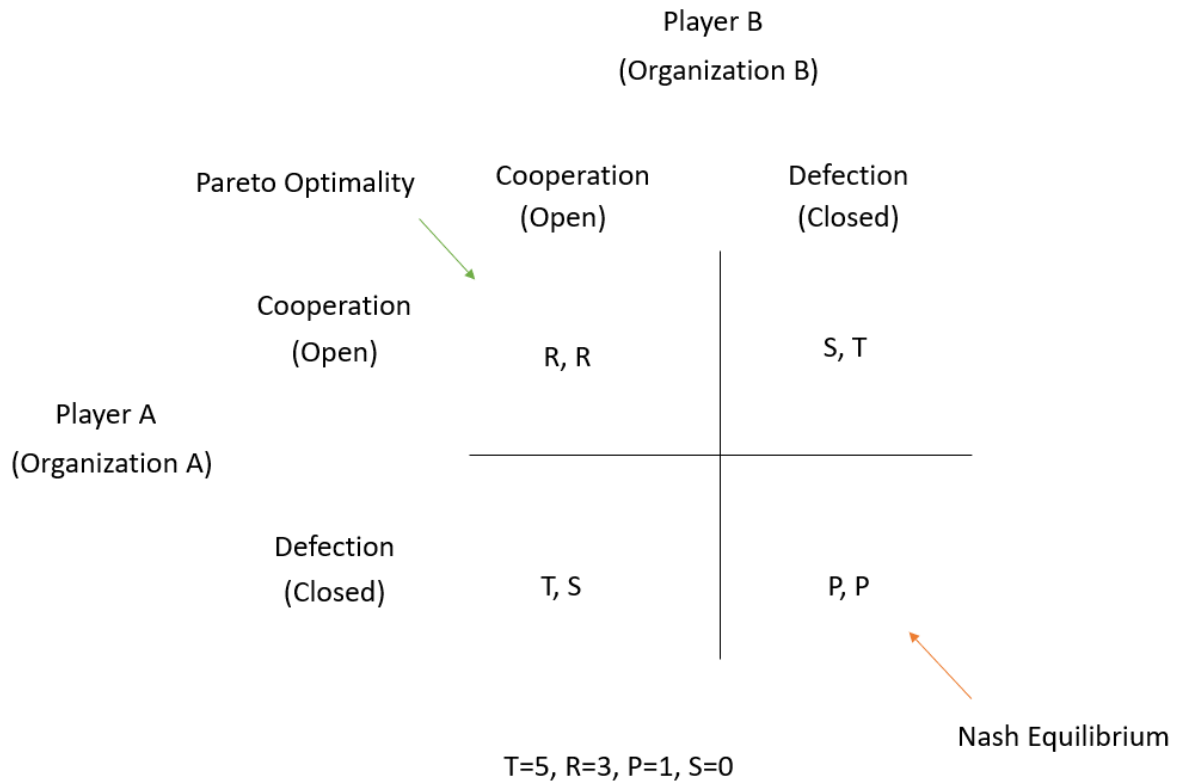 Player B
(Organization B)
Pareto Optimality
Cooperation
(Open)
Defection
(Closed)
Cooperation
(Open)
R, R
S, T
Player A
(Organization A)
Defection
(Closed)
T, S
P, P
Nash Equilibrium
T=5, R=3, P=1, S=0